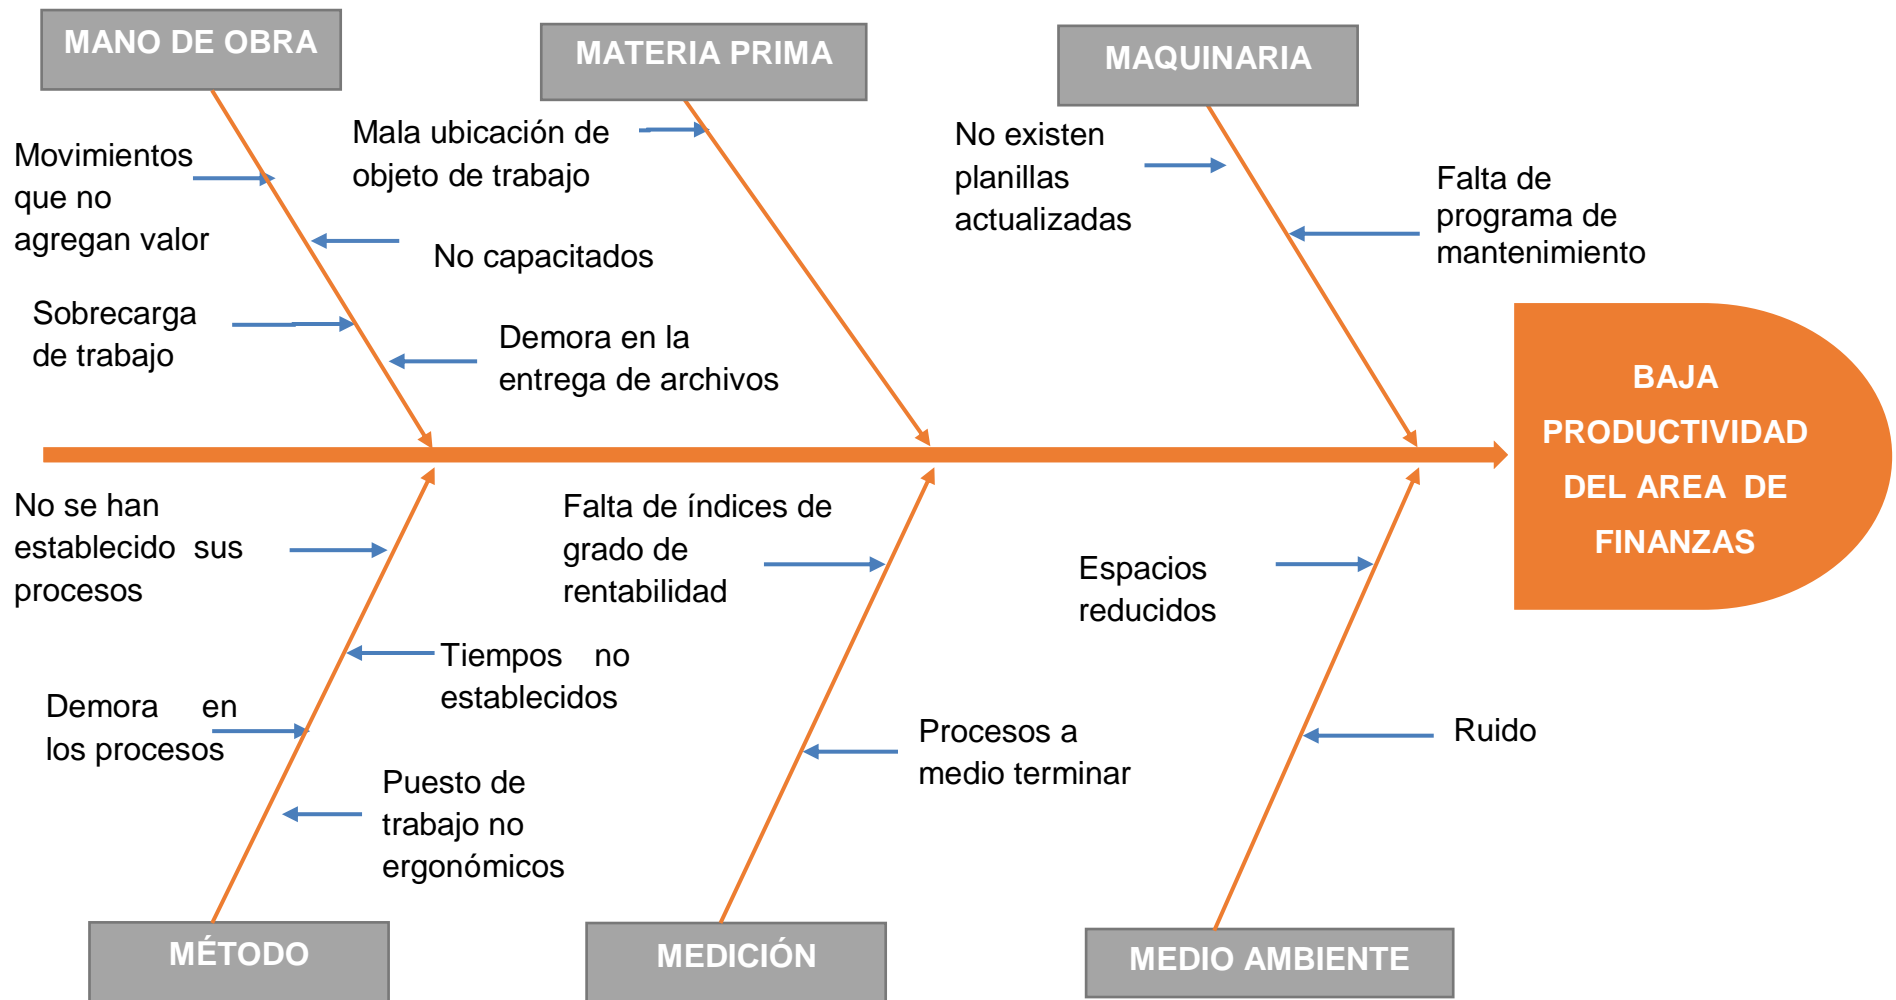 MANO DE OBRA
MATERIA PRIMA
MAQUINARIA
Movimientos
que no
agregan valor
Mala ubicación de
objeto de trabajo
No existen
planillas
actualizadas
Falta de
programa de
mantenimiento
No capacitados
Sobrecarga
de trabajo
Demora en la
entrega de archivos
BAJA
PRODUCTIVIDAD
DEL AREA DE
FINANZAS
No se han
establecido sus
procesos
Falta de índices de
grado de
rentabilidad
Espacios
reducidos
Tiempos no
establecidos
Demora en
los procesos
Procesos a
medio terminar
Ruido
Puesto de
trabajo no
ergonómicos
MÉTODO
MEDICIÓN
MEDIO AMBIENTE